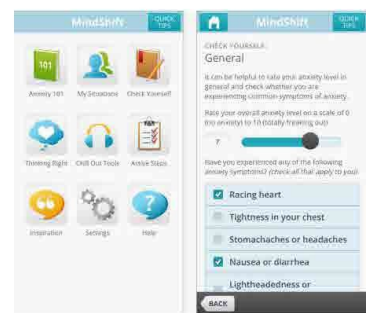 MindShift
QUICK
TIPS
101
Anxiety 101
My Situations
Check Yourself
Thinking Right
Chill Out Tools
Active Steps
Inspiration
Settings
Help
MindShift
QUICK
TIPS
CHECK YOURSELF:
General
It can be helpful to rate your anxiety level in
general and check whether you are
experiencing common symptoms of anxiety.
Rate your overall anxiety level on a scale of 0
(no anxiety) to 10 (totally freaking out)
7
Have you experienced any of the following
anxiety symptoms? (check all that apply to you)
Racing heart
Tightness in your chest
Stomachaches or headaches
Nausea or diarrhea
Lightheadedness or
BACK